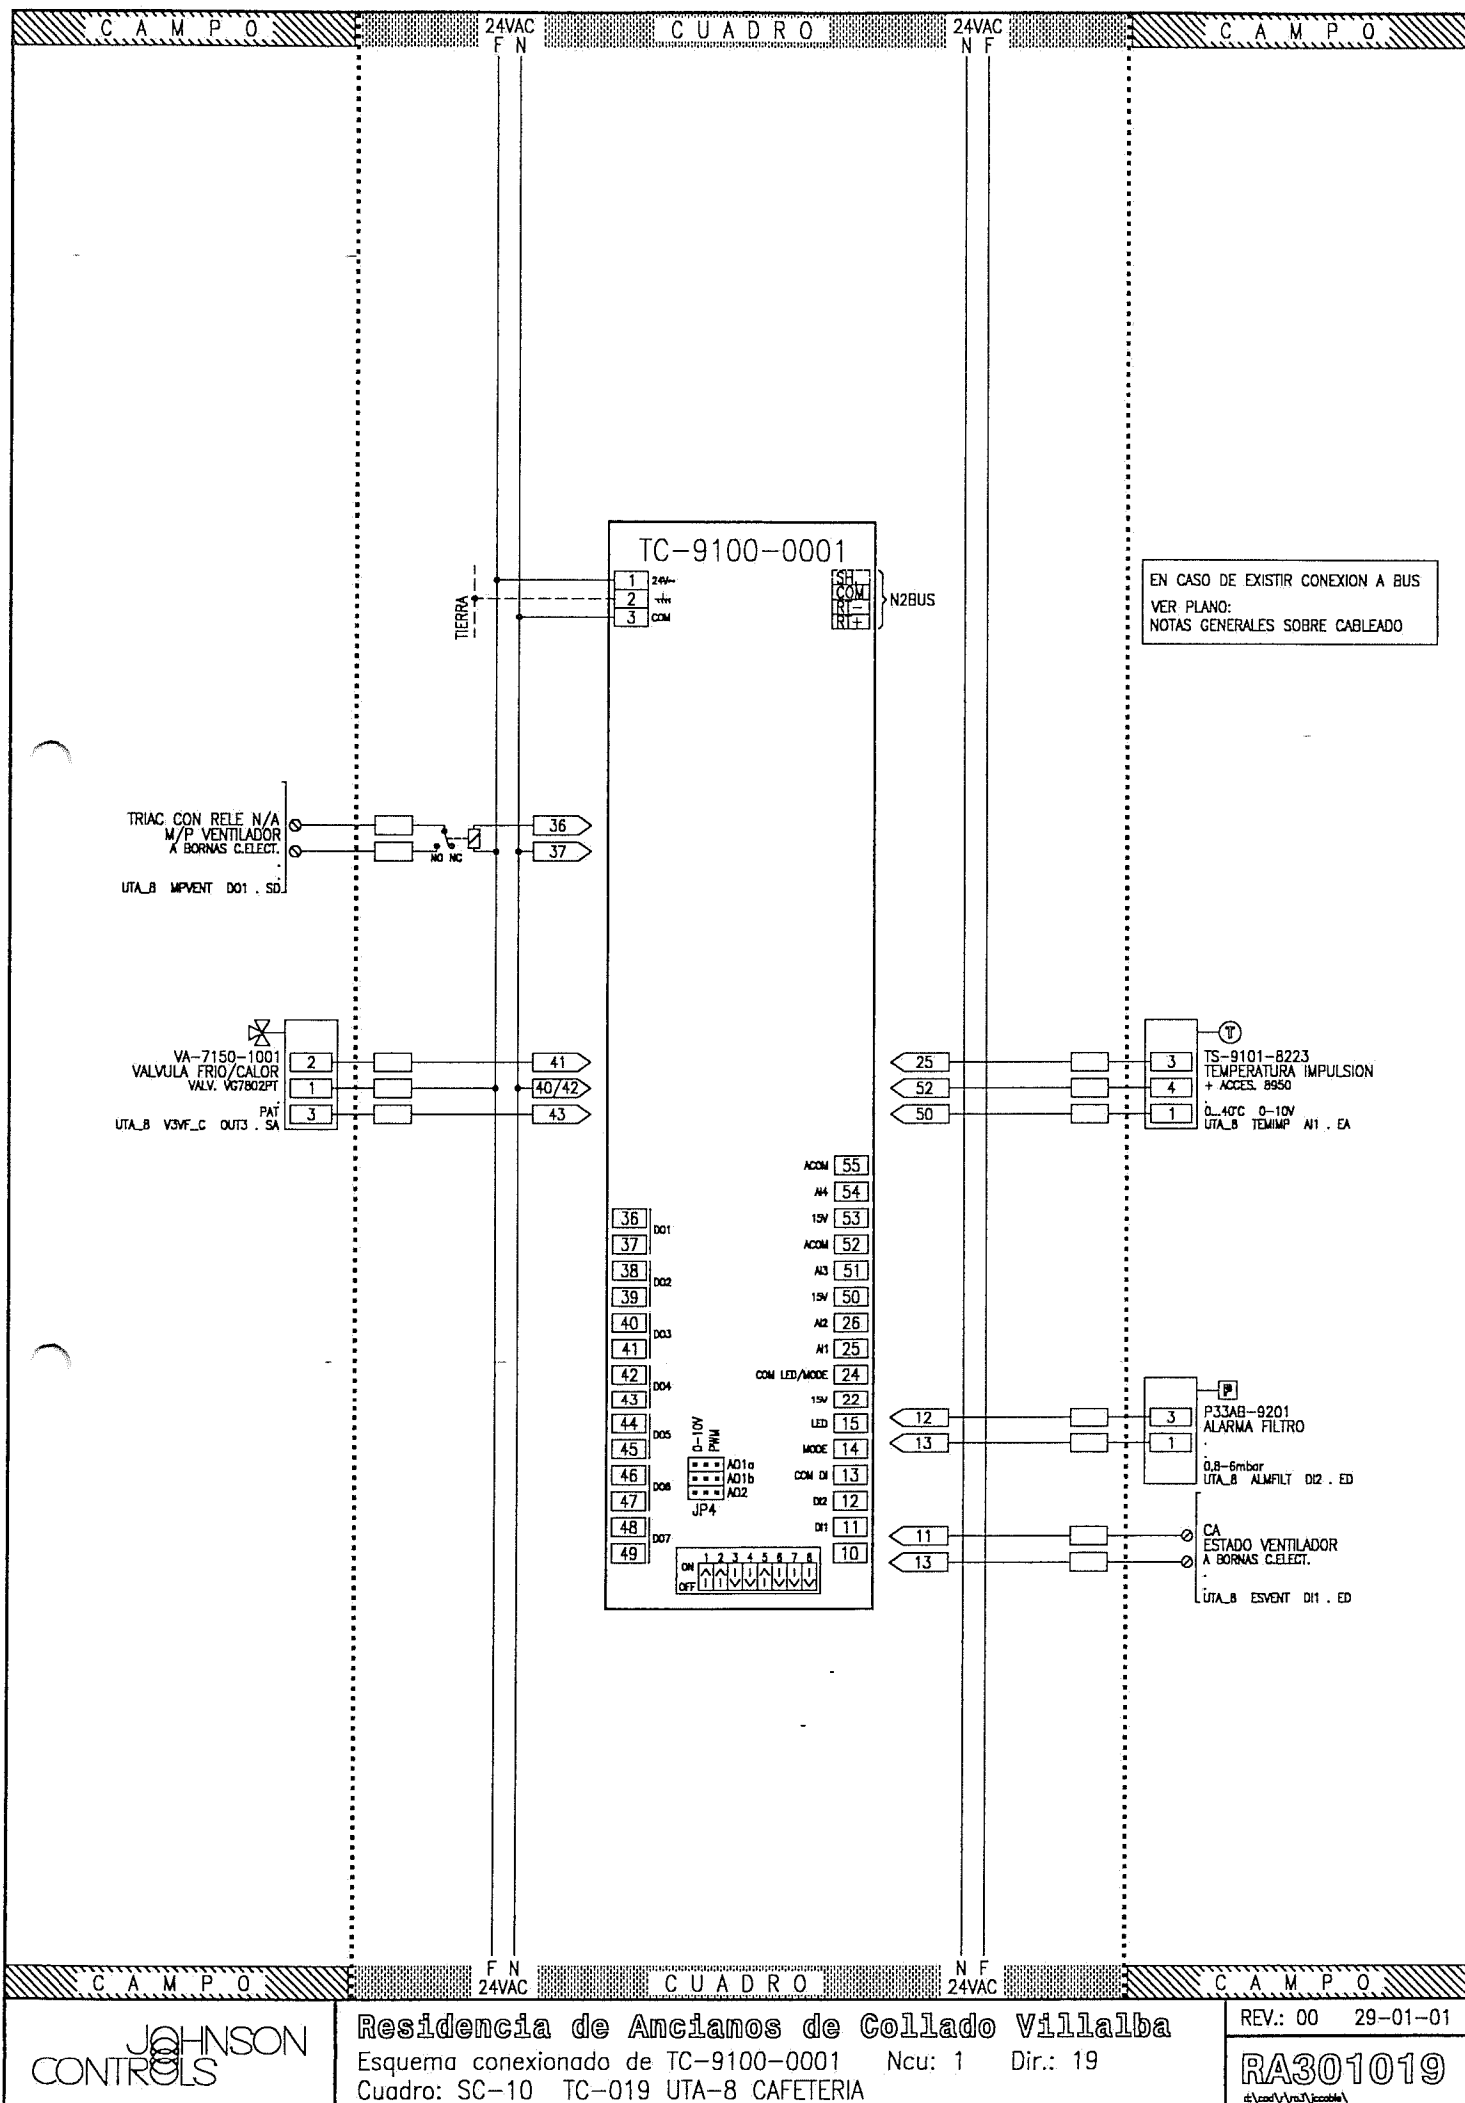 C A M P O
24VAC
F N
C U A D R O
24VAC
N F
C A M P O
TC-9100-0001
1 24V~
2
3 COM
TIERRA
SH
COM
RT-
RT+
N2BUS
EN CASO DE EXISTIR CONEXION A BUS
VER PLANO:
NOTAS GENERALES SOBRE CABLEADO
TRIAC CON RELE N/A
M/P VENTILADOR
A BORNAS C.ELECT.
.
UTA_8 MPVENT DO1 . SD
NO NC
36
37
VA-7150-1001
VALVULA FRIO/CALOR
VALV. VG7802PT
.
PAT
UTA_8 V3VF_C OUT3 . SA
2
1
3
41
40/42
43
25
52
50
3
4
1
T
TS-9101-8223
TEMPERATURA IMPULSION
+ ACCES. 8950
.
0...40°C 0-10V
UTA_8 TEMIMP AI1 . EA
36
37
DO1
38
39
DO2
40
41
DO3
42
43
DO4
44
45
DO5
46
47
DO6
48
49
DO7
ACOM 55
AI4 54
15V 53
ACOM 52
AI3 51
15V 50
AI2 26
AI1 25
COM LED/MODE 24
15V 22
LED 15
MODE 14
COM DI 13
DI2 12
DI1 11
10
0-10V
PWM
AO1a
AO1b
AO2
JP4
1 2 3 4 5 6 7 8
ON
OFF
12
13
3
1
P
P33AB-9201
ALARMA FILTRO
.
0,8-6mbar
UTA_8 ALMFILT DI2 . ED
11
13
CA
ESTADO VENTILADOR
A BORNAS C.ELECT.
.
UTA_8 ESVENT DI1 . ED
C A M P O
F N
24VAC
C U A D R O
N F
24VAC
C A M P O
JOHNSON
CONTROLS
Residencia de Ancianos de Collado Villalba
Esquema conexionado de TC-9100-0001 Ncu: 1 Dir.: 19
Cuadro: SC-10 TC-019 UTA-8 CAFETERIA
REV.: 00 29-01-01
RA301019